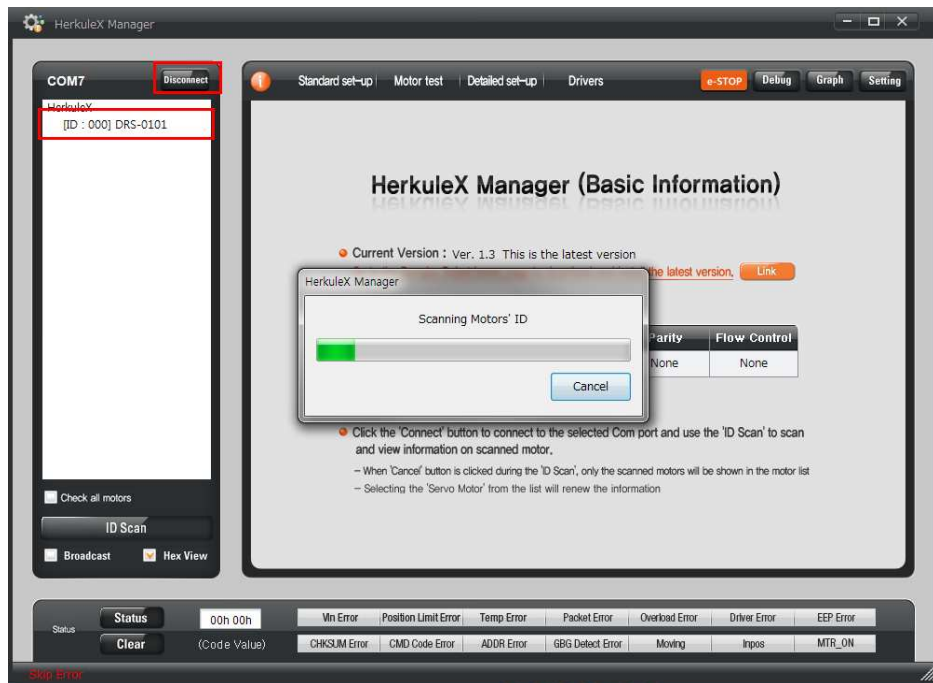 HerkuleX Manager
COM7
Disconnect
HerkuleX
[ID : 000] DRS-0101
Check all motors
ID Scan
Broadcast
Hex View
Standard set-up
Motor test
Detailed set-up
Drivers
e-STOP
Debug
Graph
Setting
HerkuleX Manager (Basic Information)
Current Version : Ver. 1.3 This is the latest version
the latest version, Link
Parity Flow Control
None None
HerkuleX Manager
Scanning Motors' ID
Cancel
Click the 'Connect' button to connect to the selected Com port and use the 'ID Scan' to scan
and view information on scanned motor.
– When 'Cancel' button is clicked during the 'ID Scan', only the scanned motors will be shown in the motor list
– Selecting the 'Servo Motor' from the list will renew the information
Status
Status
00h 00h
Clear
(Code Value)
Vin Error Position Limit Error Temp Error Packet Error Overload Error Driver Error EEP Error
CHKSUM Error CMD Code Error ADDR Error GBG Detect Error Moving Inpos MTR_ON
Skip Error